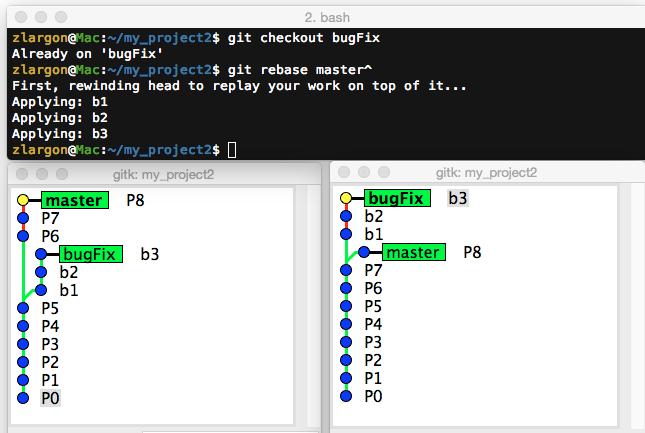 2. bash
zlargon@Mac:~/my_project2$ git checkout bugFix
Already on 'bugFix'
zlargon@Mac:~/my_project2$ git rebase master^
First, rewinding head to replay your work on top of it...
Applying: b1
Applying: b2
Applying: b3
zlargon@Mac:~/my_project2$
gitk: my_project2
master P8
P7
P6
bugFix b3
b2
b1
P5
P4
P3
P2
P1
P0
gitk: my_project2
bugFix b3
b2
b1
master P8
P7
P6
P5
P4
P3
P2
P1
P0